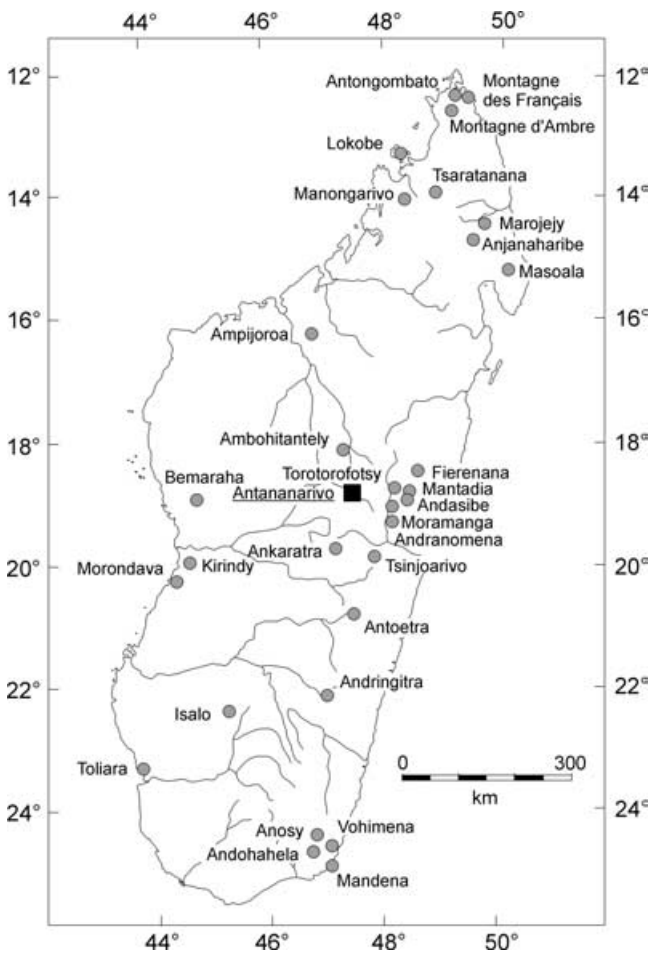 44° 46° 48° 50°
12° 12°
Antongombato Montagne
des Français
Montagne d'Ambre
Lokobe
Tsaratanana
Manongarivo
14° 14°
Marojejy
Anjanaharibe
Masoala
16° 16°
Ampijoroa
18° 18°
Ambohitantely
Torotorofotsy Fierenana
Bemaraha Mantadia
Antananarivo Andasibe
Moramanga
Andranomena
Ankaratra
Tsinjoarivo
Morondava Kirindy
20° 20°
Antoetra
Andringitra
22° 22°
Isalo
Toliara
0 300
km
24° 24°
Anosy Vohimena
Andohahela
Mandena
44° 46° 48° 50°